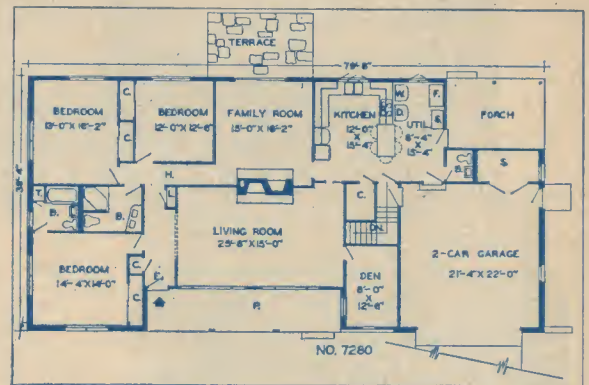 TERRACE
79'-8"
38'-4"
BEDROOM
13'-0" X 16'-2"
C.
C.
BEDROOM
12'-0" X 12'-6"
FAMILY ROOM
15'-0" X 16'-2"
KITCHEN
12'-0"
X
15'-4"
W.
D.
F.
S.
UTIL
8'-4"
X
15'-4"
PORCH
H.
T.
B.
B.
L.
C.
B.
S.
LIVING ROOM
25'-8" X 15'-0"
DN.
2-CAR GARAGE
21'-4" X 22'-0"
BEDROOM
14'-4" X 14'-0"
C.
C.
E.
P.
DEN
8'-0"
X
12'-8"
NO. 7280